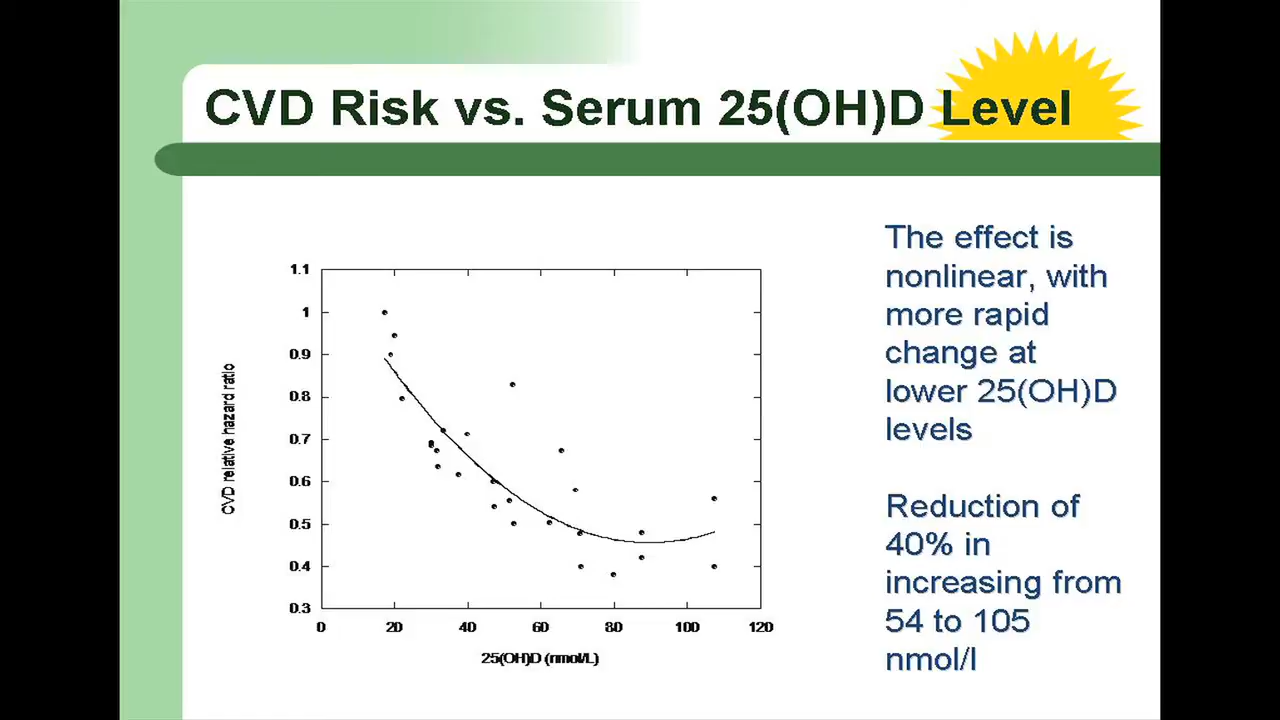 CVD Risk vs. Serum 25(OH)D Level
The effect is
nonlinear, with
more rapid
change at
lower 25(OH)D
levels
Reduction of
40% in
increasing from
54 to 105
nmol/l
1.1
1
0.9
0.8
0.7
0.6
0.5
0.4
0.3
CVD relative hazard ratio
0 20 40 60 80 100 120
25(OH)D (nmol/L)